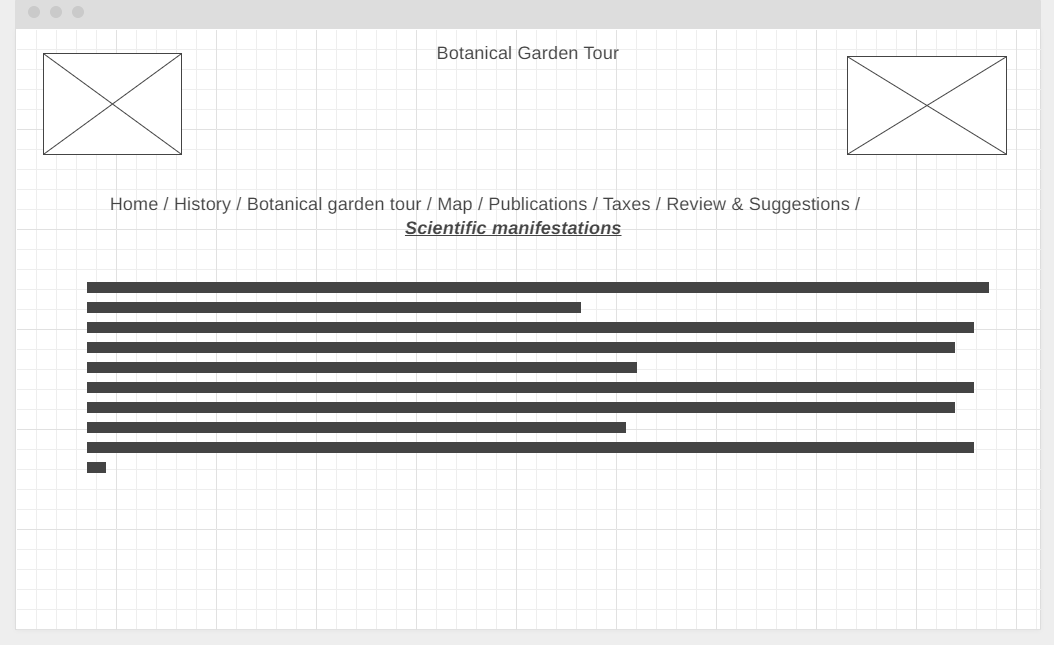 Botanical Garden Tour
Home / History / Botanical garden tour / Map / Publications / Taxes / Review & Suggestions /
Scientific manifestations